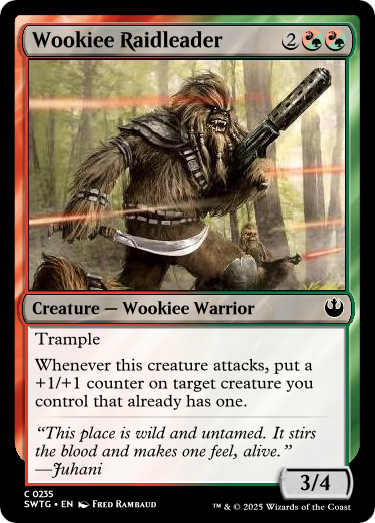 Wookiee Raidleader 2
Creature — Wookiee Warrior
Trample
Whenever this creature attacks, put a
+1/+1 counter on target creature you
control that already has one.
“This place is wild and untamed. It stirs
the blood and makes one feel, alive.”
—Juhani
3/4
C 0235
SWTG • EN Fred Rambaud
™ & © 2025 Wizards of the Coast